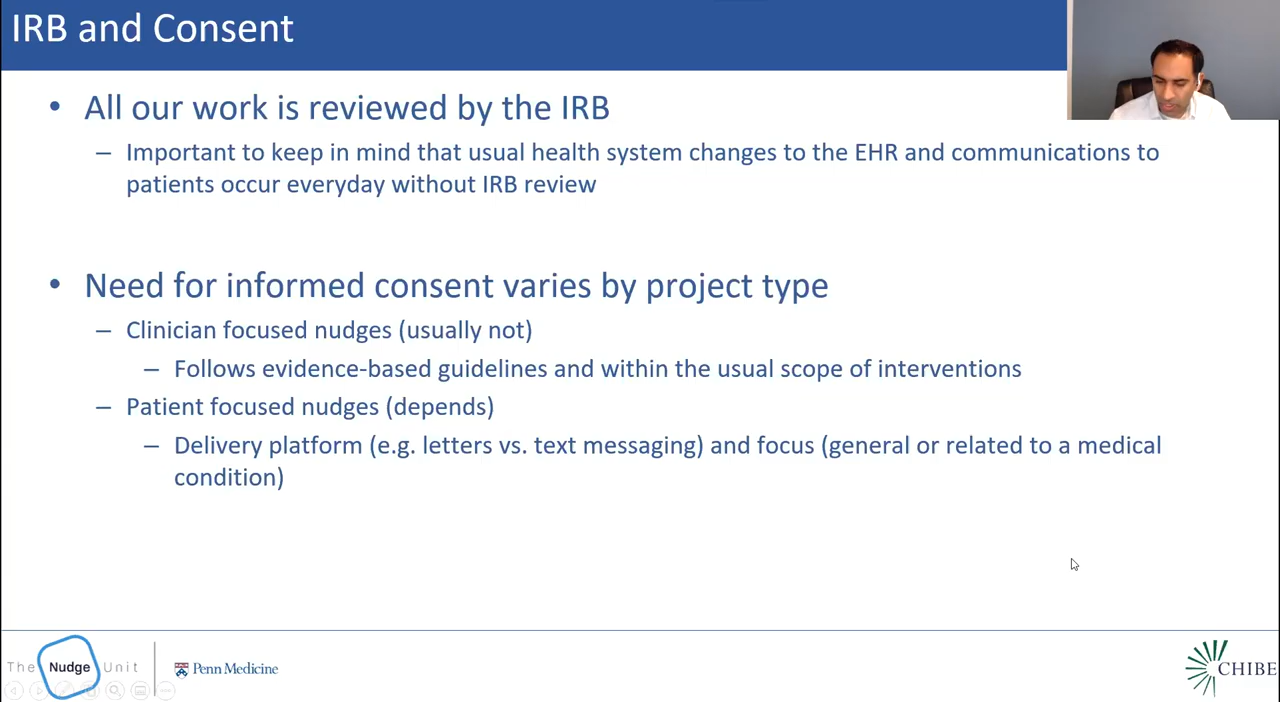 IRB and Consent
• All our work is reviewed by the IRB
– Important to keep in mind that usual health system changes to the EHR and communications to
patients occur everyday without IRB review
• Need for informed consent varies by project type
– Clinician focused nudges (usually not)
– Follows evidence-based guidelines and within the usual scope of interventions
– Patient focused nudges (depends)
– Delivery platform (e.g. letters vs. text messaging) and focus (general or related to a medical
condition)
The Nudge Unit
Penn Medicine
CHIBE